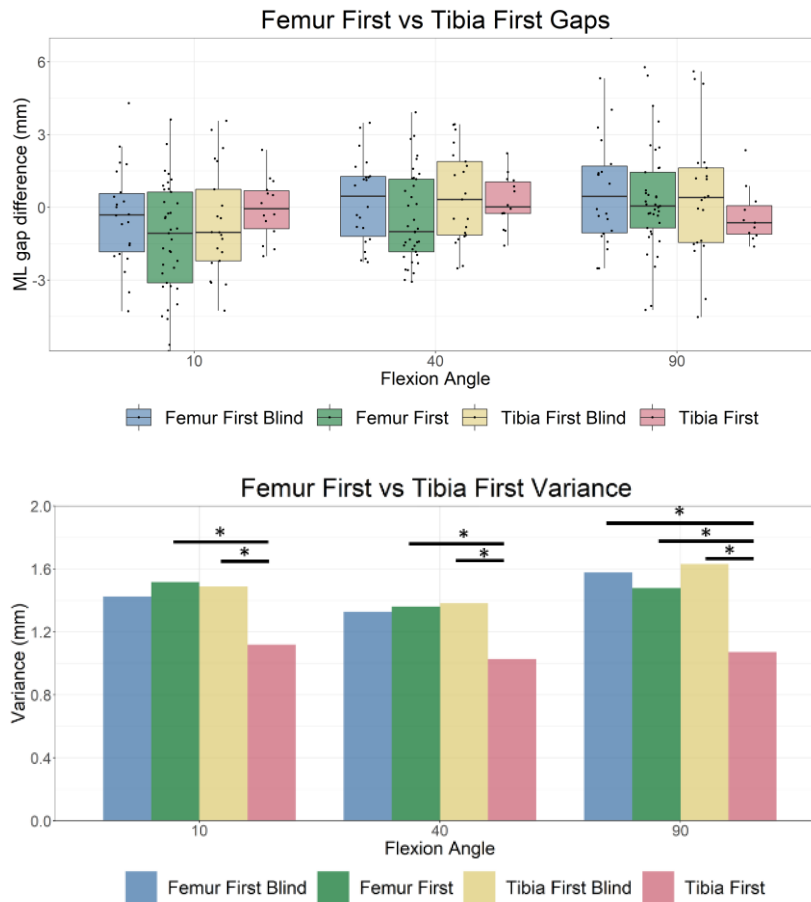 Femur First vs Tibia First Gaps
ML gap difference (mm)
6
3
0
-3
10 40 90
Flexion Angle
Femur First Blind Femur First Tibia First Blind Tibia First
Femur First vs Tibia First Variance
Variance (mm)
2.0
1.6
1.2
0.8
0.4
0.0
* * * * * * *
10 40 90
Flexion Angle
Femur First Blind Femur First Tibia First Blind Tibia First